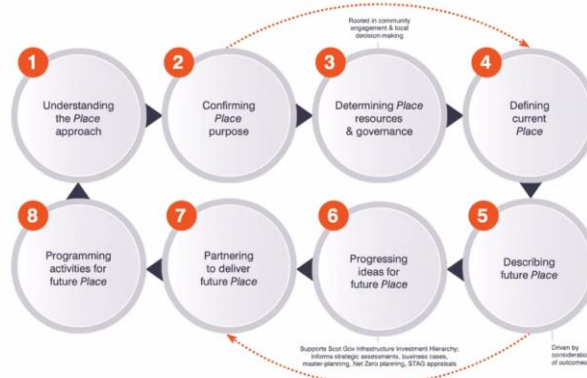 Rooted in community
engagement & local
decision-making
1
Understanding
the Place
approach
2
Confirming
Place
purpose
3
Determining Place
resources
& governance
4
Defining
current
Place
8
Programming
activities for
future Place
7
Partnering
to deliver
future Place
6
Progressing
ideas for
future Place
5
Describing
future Place
Supports Scot Gov Infrastructure Investment Hierarchy;
Informs strategic assessments, business cases,
master-planning, Net Zero planning, STAG appraisals
Driven by
of outcomes